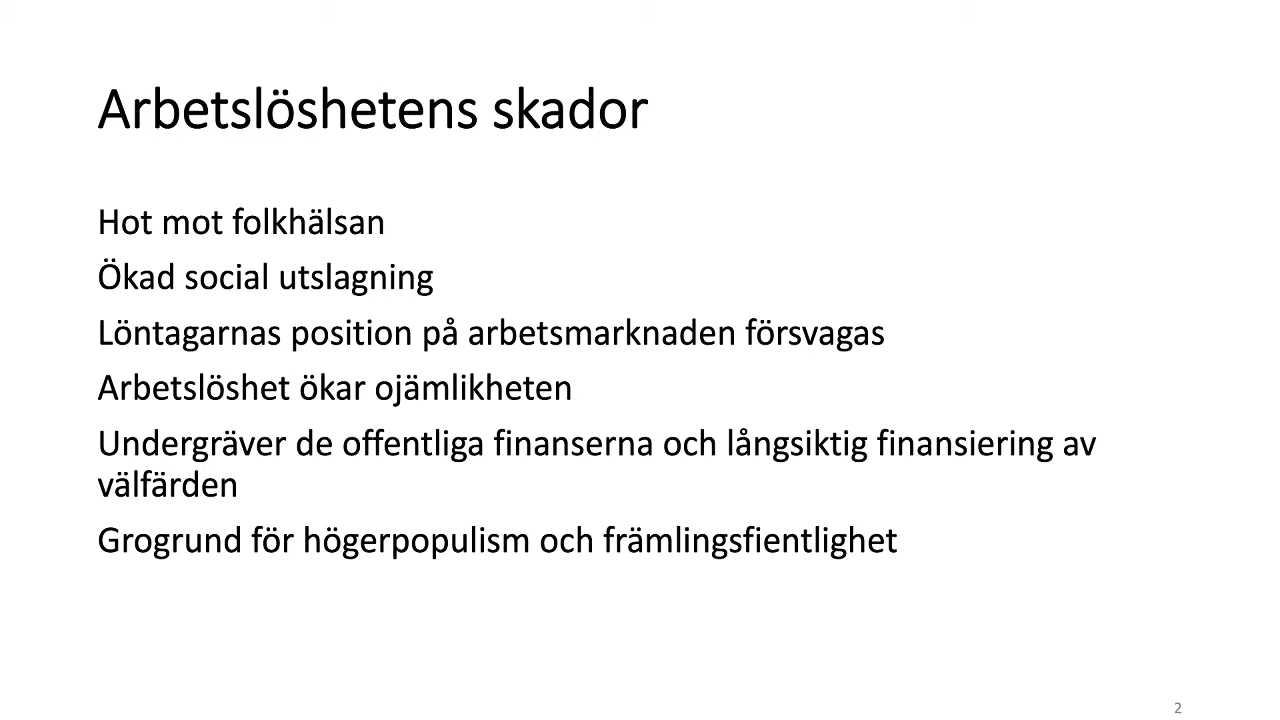 Arbetslöshetens skador
Hot mot folkhälsan
Ökad social utslagning
Löntagarnas position på arbetsmarknaden försvagas
Arbetslöshet ökar ojämlikheten
Undergräver de offentliga finanserna och långsiktig finansiering av
välfärden
Grogrund för högerpopulism och främlingsfientlighet
2